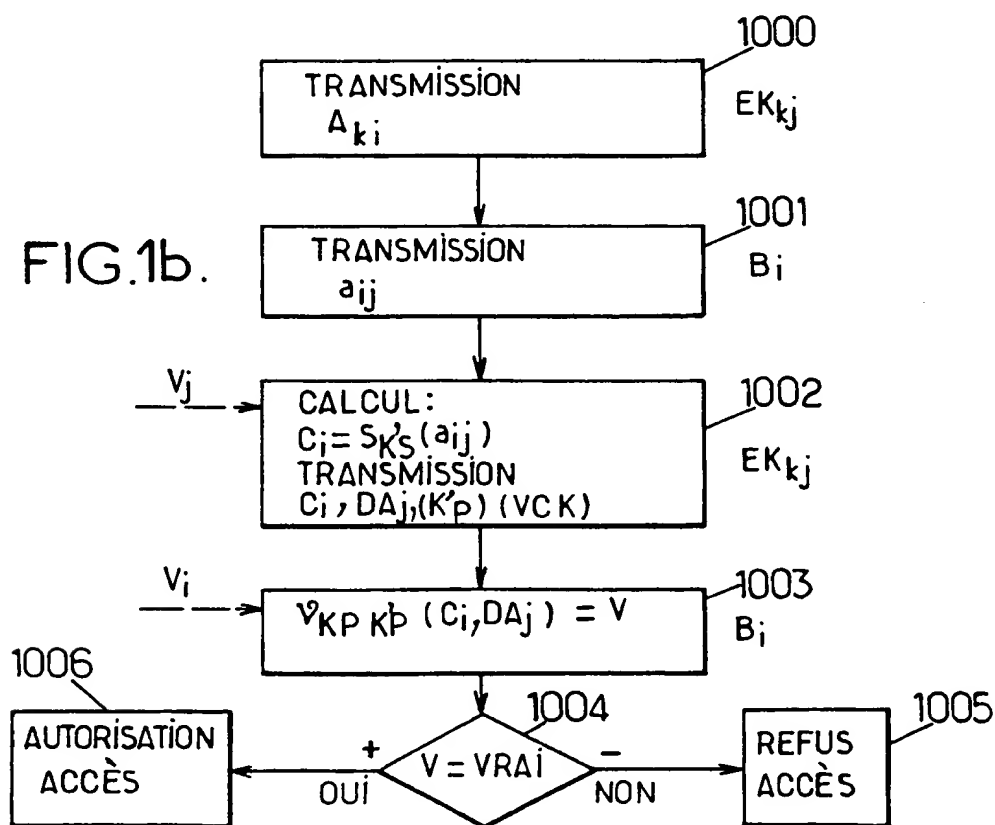 1000
TRANSMISSION
A_ki
EK_kj
1001
TRANSMISSION
a_ij
B_i
FIG.1b.
V_j
1002
CALCUL:
C_i = S_K'S (a_ij)
TRANSMISSION
C_i, DA_j, (K'p) (VCK)
EK_kj
V_i
1003
𝒱_KP K'P (C_i, DA_j) = V
B_i
1006
AUTORISATION
ACCÈS
1004
+
V = VRAI
−
OUI
NON
1005
REFUS
ACCÈS